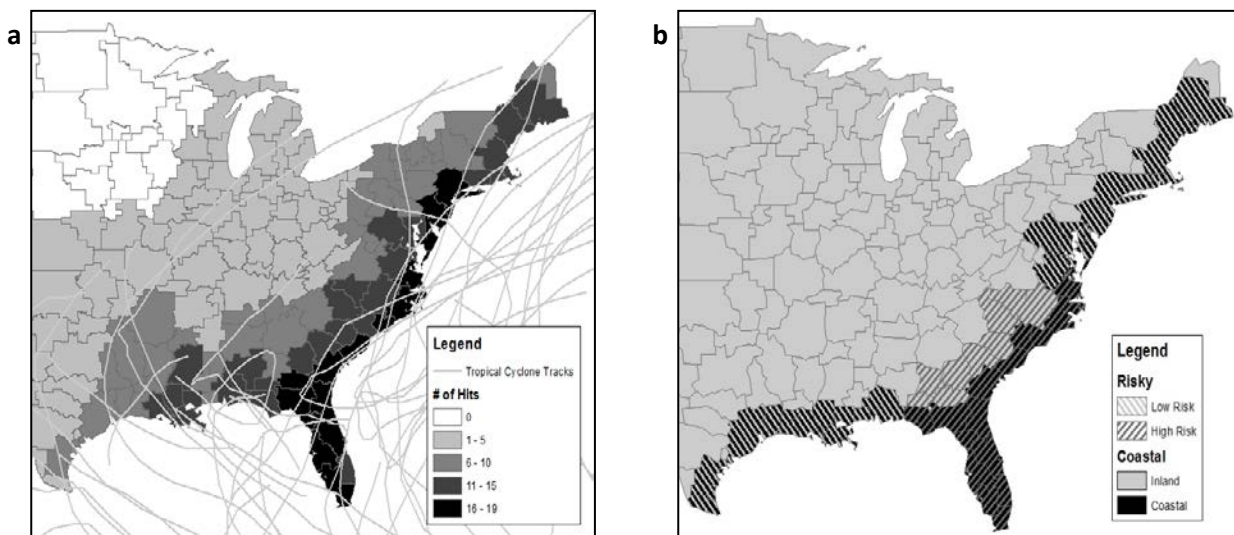 a
Legend
Tropical Cyclone Tracks
# of Hits
0
1 - 5
6 - 10
11 - 15
16 - 19
b
Legend
Risky
Low Risk
High Risk
Coastal
Inland
Coastal